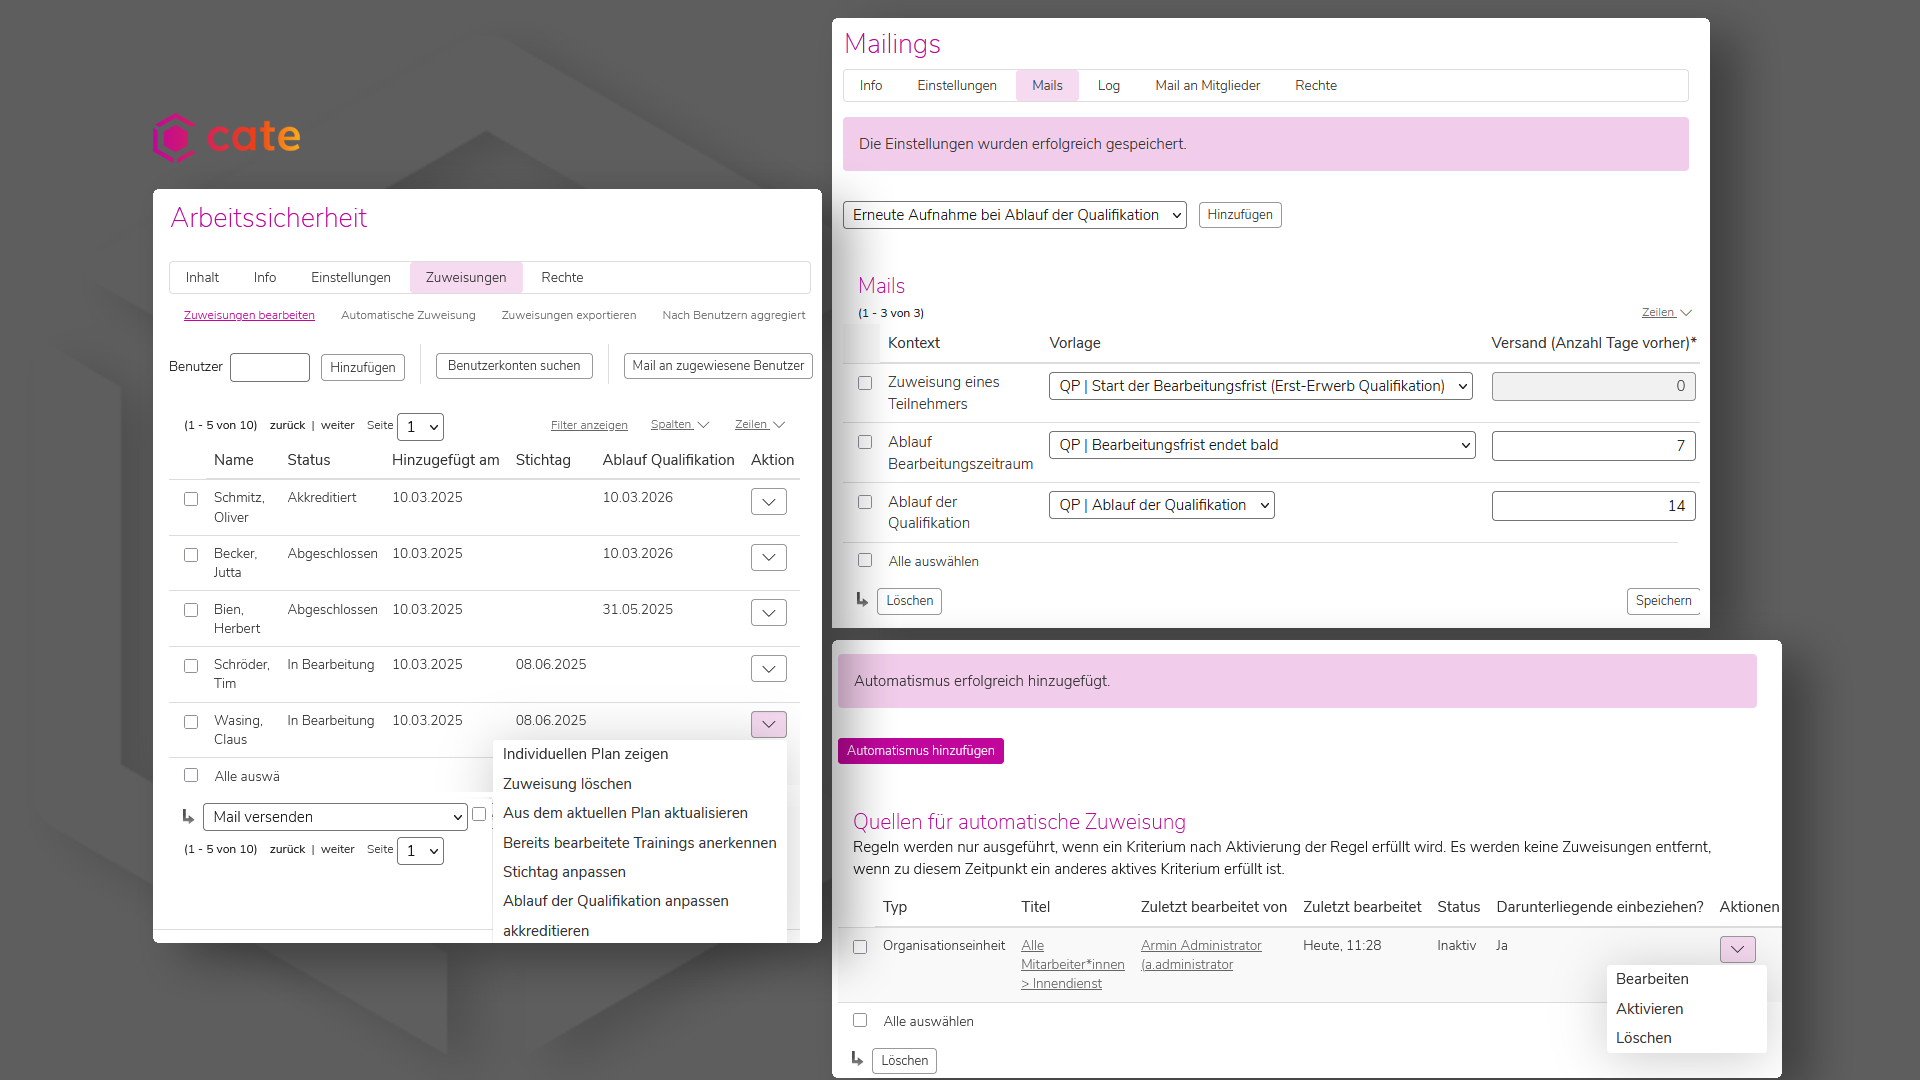 cate
Arbeitssicherheit
Inhalt Info Einstellungen Zuweisungen Rechte
Zuweisungen bearbeiten Automatische Zuweisung Zuweisungen exportieren Nach Benutzern aggregiert
Benutzer Hinzufügen Benutzerkonten suchen Mail an zugewiesene Benutzer
(1 - 5 von 10) zurück | weiter Seite 1 Filter anzeigen Spalten Zeilen
Name Status Hinzugefügt am Stichtag Ablauf Qualifikation Aktion
Schmitz, Akkreditiert 10.03.2025 10.03.2026
Oliver
Becker, Abgeschlossen 10.03.2025 10.03.2026
Jutta
Bien, Abgeschlossen 10.03.2025 31.05.2025
Herbert
Schröder, In Bearbeitung 10.03.2025 08.06.2025
Tim
Wasing, In Bearbeitung 10.03.2025 08.06.2025
Claus
Alle auswä
Mail versenden
(1 - 5 von 10) zurück | weiter Seite 1
Individuellen Plan zeigen
Zuweisung löschen
Aus dem aktuellen Plan aktualisieren
Bereits bearbeitete Trainings anerkennen
Stichtag anpassen
Ablauf der Qualifikation anpassen
akkreditieren
Mailings
Info Einstellungen Mails Log Mail an Mitglieder Rechte
Die Einstellungen wurden erfolgreich gespeichert.
Erneute Aufnahme bei Ablauf der Qualifikation Hinzufügen
Mails
(1 - 3 von 3) Zeilen
Kontext Vorlage Versand (Anzahl Tage vorher)*
Zuweisung eines QP | Start der Bearbeitungsfrist (Erst-Erwerb Qualifikation) 0
Teilnehmers
Ablauf QP | Bearbeitungsfrist endet bald 7
Bearbeitungszeitraum
Ablauf der QP | Ablauf der Qualifikation 14
Qualifikation
Alle auswählen
Löschen Speichern
Automatismus erfolgreich hinzugefügt.
Automatismus hinzufügen
Quellen für automatische Zuweisung
Regeln werden nur ausgeführt, wenn ein Kriterium nach Aktivierung der Regel erfüllt wird. Es werden keine Zuweisungen entfernt,
wenn zu diesem Zeitpunkt ein anderes aktives Kriterium erfüllt ist.
Typ Titel Zuletzt bearbeitet von Zuletzt bearbeitet Status Darunterliegende einbeziehen? Aktionen
Organisationseinheit Alle Armin Administrator Heute, 11:28 Inaktiv Ja
Mitarbeiter*innen (a.administrator
> Innendienst
Bearbeiten
Aktivieren
Löschen
Alle auswählen
Löschen